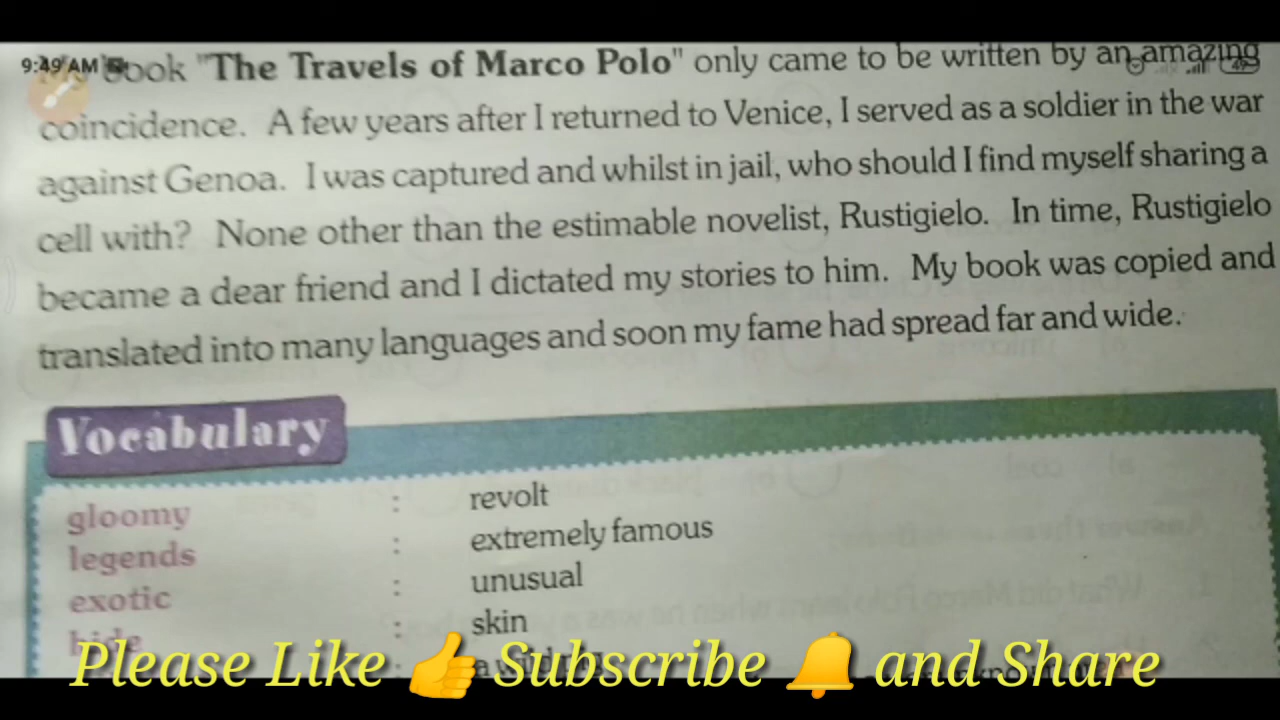 9:49 AM
book "The Travels of Marco Polo" only came to be written by an amazing
coincidence. A few years after I returned to Venice, I served as a soldier in the war
against Genoa. I was captured and whilst in jail, who should I find myself sharing a
cell with? None other than the estimable novelist, Rustigielo. In time, Rustigielo
became a dear friend and I dictated my stories to him. My book was copied and
translated into many languages and soon my fame had spread far and wide.
Vocabulary
gloomy : revolt
legends : extremely famous
exotic : unusual
hide : skin
Please Like 👍 Subscribe 🔔 and Share